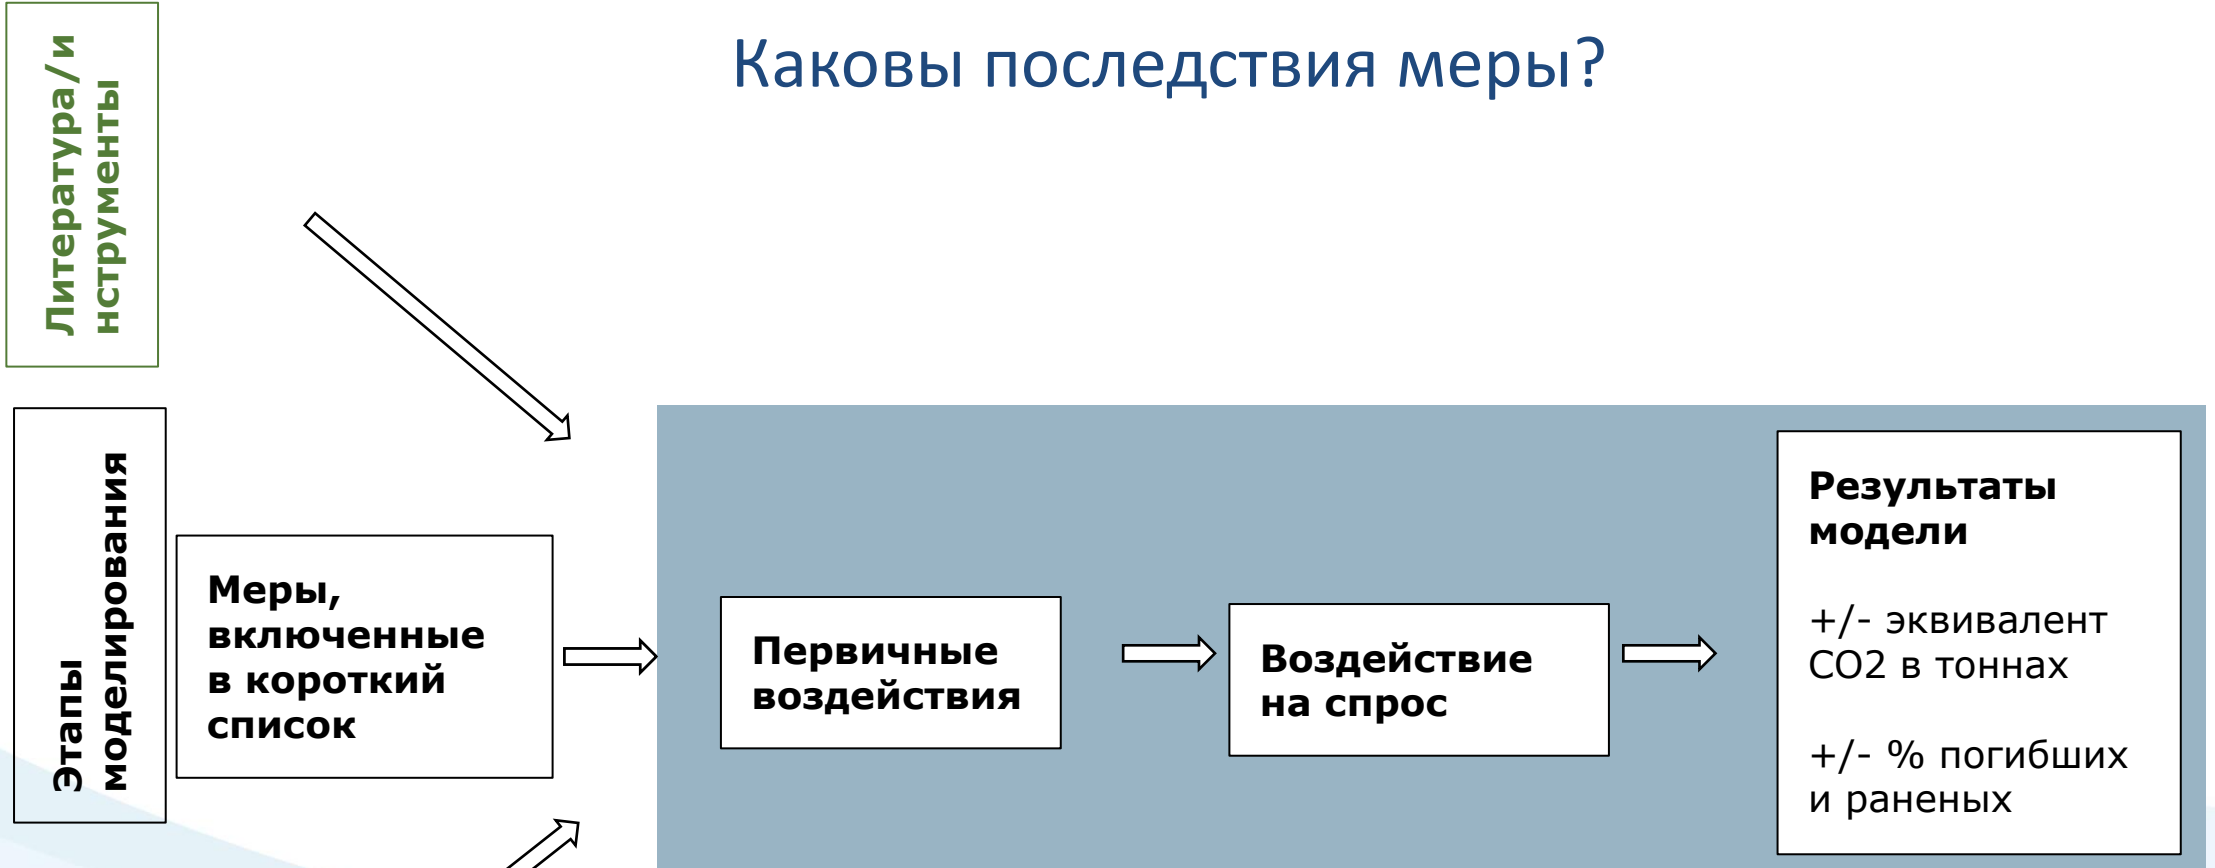 Каковы последствия меры?
Литература/и
нструменты
Этапы
моделирования
Меры,
включенные
в короткий
список
Первичные
воздействия
Воздействие
на спрос
Результаты
модели
+/- эквивалент
CO2 в тоннах
+/- % погибших
и раненых